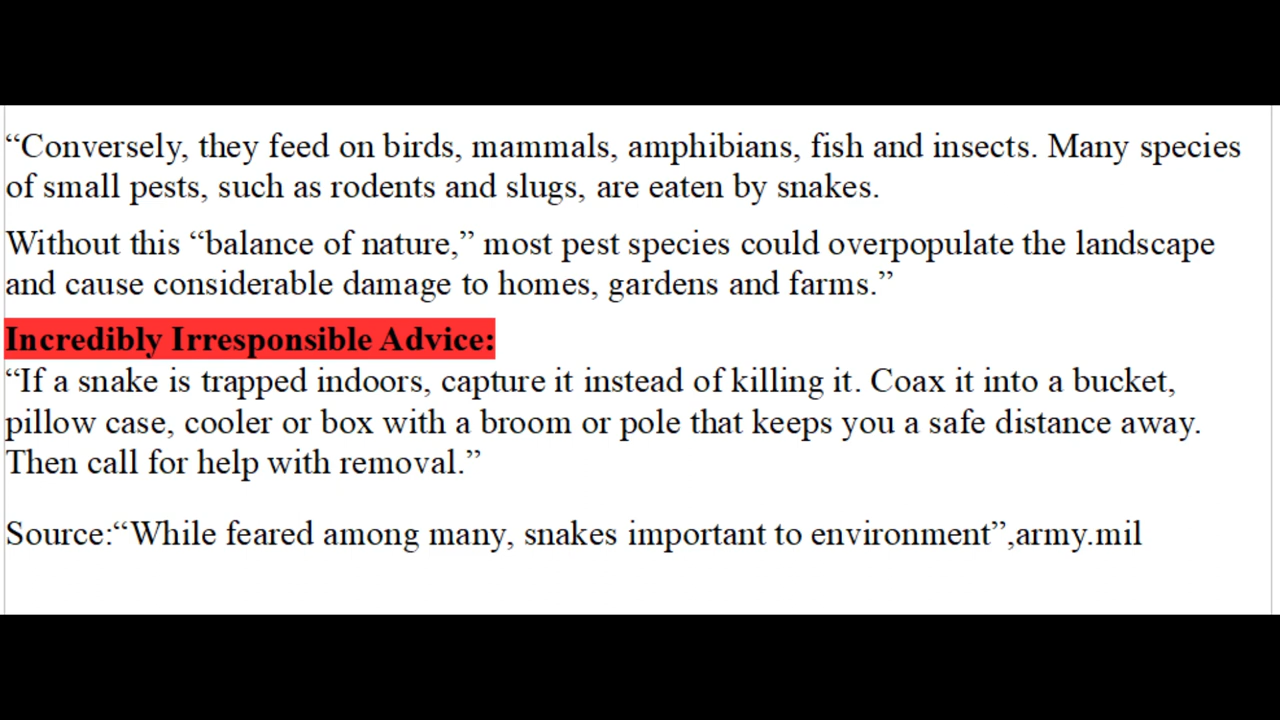 “Conversely, they feed on birds, mammals, amphibians, fish and insects. Many species
of small pests, such as rodents and slugs, are eaten by snakes.
Without this “balance of nature,” most pest species could overpopulate the landscape
and cause considerable damage to homes, gardens and farms.”
Incredibly Irresponsible Advice:
“If a snake is trapped indoors, capture it instead of killing it. Coax it into a bucket,
pillow case, cooler or box with a broom or pole that keeps you a safe distance away.
Then call for help with removal.”
Source:“While feared among many, snakes important to environment”,army.mil